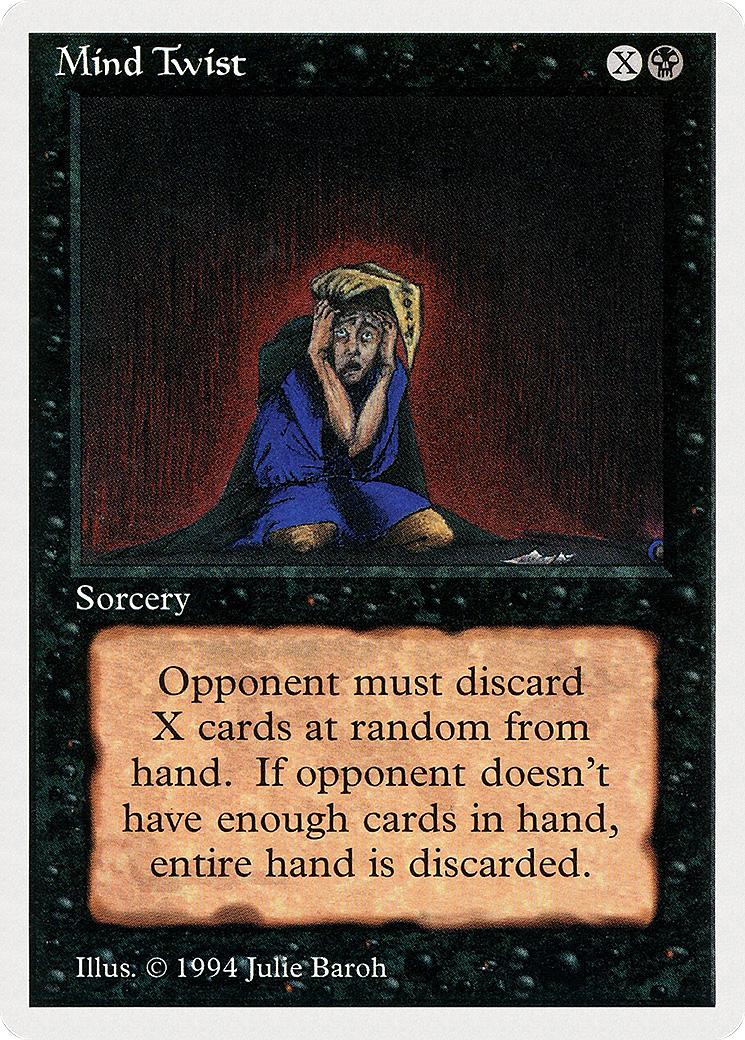 Mind Twist X
Sorcery
Opponent must discard
X cards at random from
hand. If opponent doesn't
have enough cards in hand,
entire hand is discarded.
Illus. © 1994 Julie Baroh